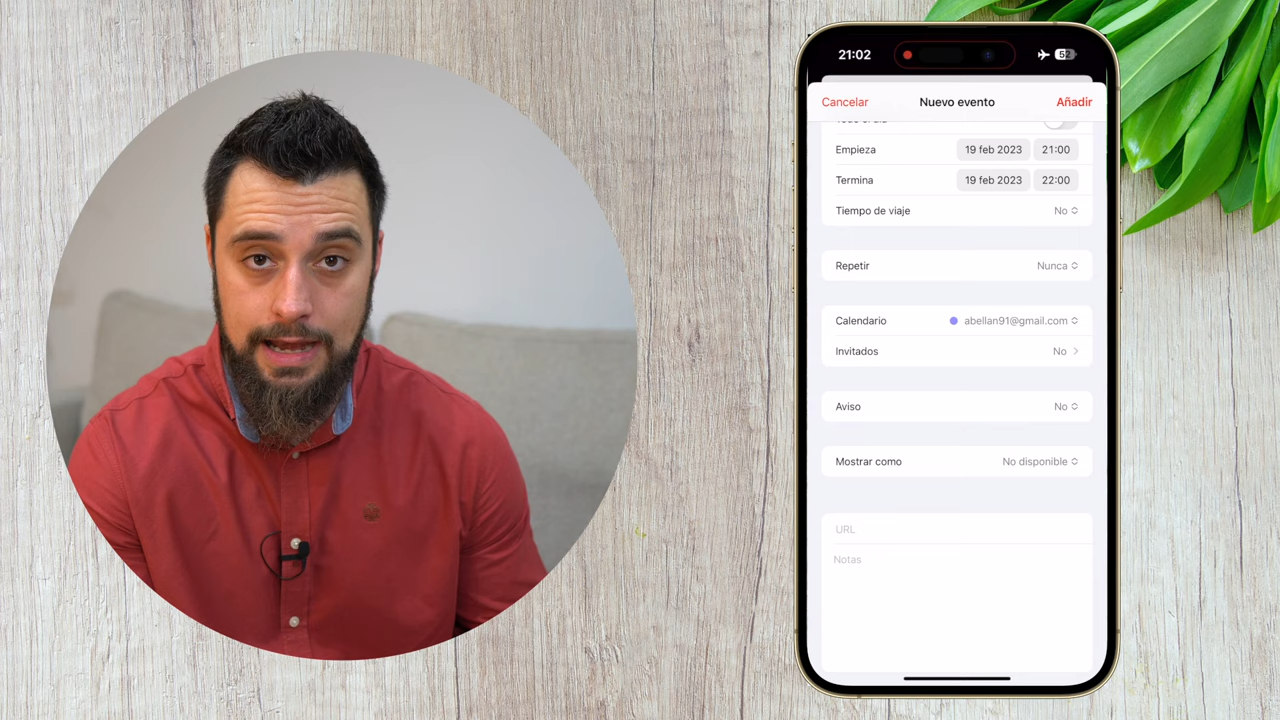 21:02
52
Cancelar
Nuevo evento
Añadir
Empieza
19 feb 2023
21:00
Termina
19 feb 2023
22:00
Tiempo de viaje
No
Repetir
Nunca
Calendario
abellan91@gmail.com
Invitados
No
Aviso
No
Mostrar como
No disponible
URL
Notas